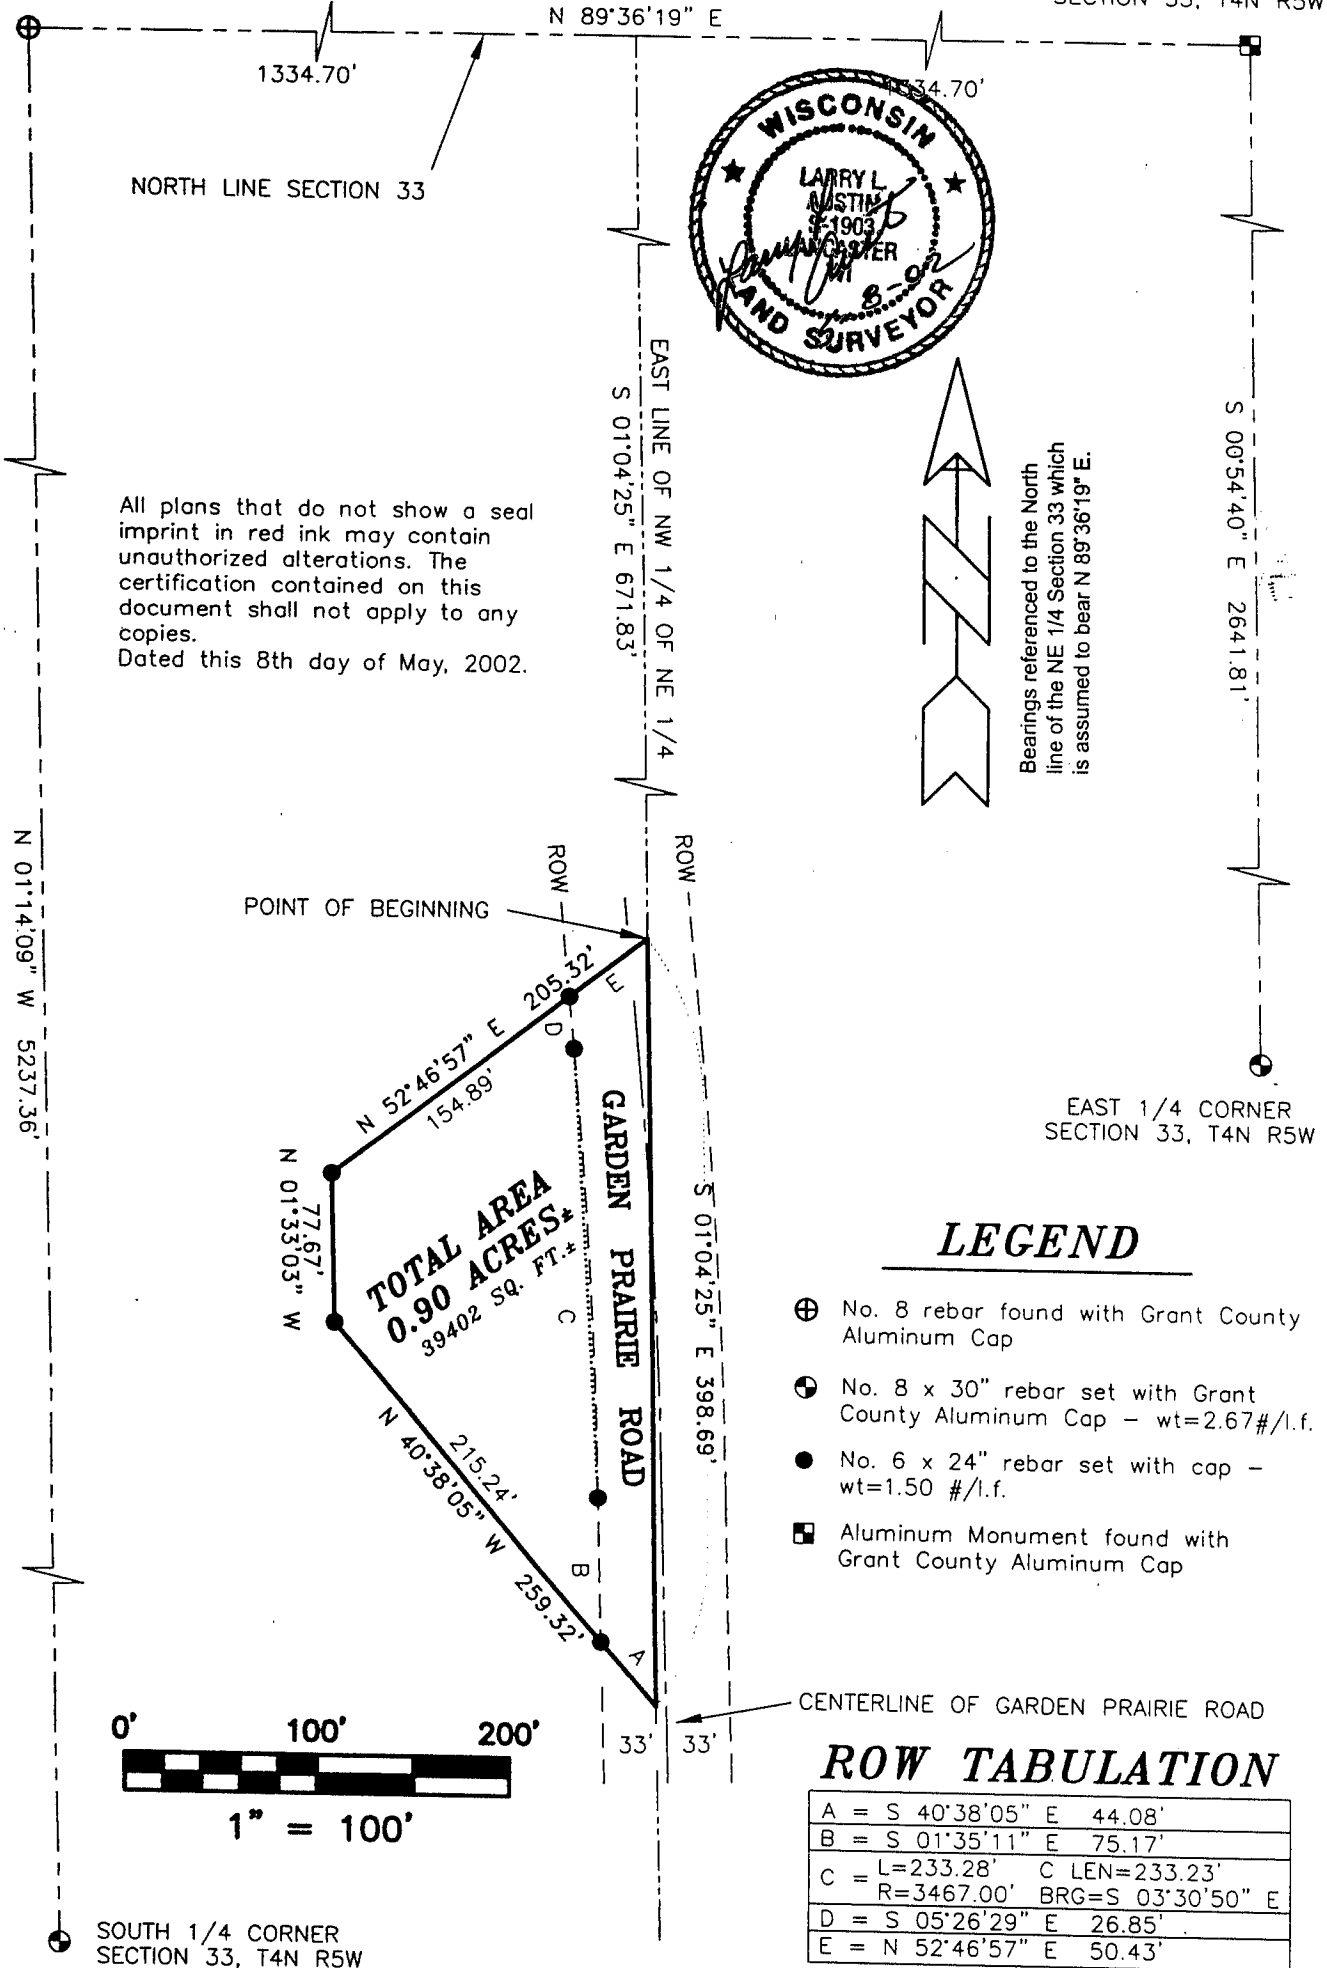 SECTION 33, T4N R5W
N 89°36'19" E
1334.70'
1334.70'
NORTH LINE SECTION 33
WISCONSIN
LARRY L.
AUSTIN
S-1903
LANCASTER
WI
LAND SURVEYOR
EAST LINE OF NW 1/4 OF NE 1/4
S 01°04'25" E 671.83'
S 00°54'40" E 2641.81'
All plans that do not show a seal
imprint in red ink may contain
unauthorized alterations. The
certification contained on this
document shall not apply to any
copies.
Dated this 8th day of May, 2002.
Bearings referenced to the North
line of the NE 1/4 Section 33 which
is assumed to bear N 89°36'19" E.
N 01°14'09" W 5237.36'
ROW
ROW
POINT OF BEGINNING
205.32'
E
N 52°46'57" E
154.89'
D
EAST 1/4 CORNER
SECTION 33, T4N R5W
GARDEN PRAIRIE ROAD
N 01°33'03" W
77.67'
TOTAL AREA
0.90 ACRES±
39402 SQ. FT.±
C
S 01°04'25" E 398.69'
LEGEND
No. 8 rebar found with Grant County
Aluminum Cap
No. 8 x 30" rebar set with Grant
County Aluminum Cap - wt=2.67#/l.f.
No. 6 x 24" rebar set with cap -
wt=1.50 #/l.f.
Aluminum Monument found with
Grant County Aluminum Cap
215.24'
N 40°38'05" W
259.32'
B
A
CENTERLINE OF GARDEN PRAIRIE ROAD
33' 33'
0' 100' 200'
1" = 100'
ROW TABULATION
A = S 40°38'05" E 44.08'
B = S 01°35'11" E 75.17'
C = L=233.28' C LEN=233.23'
R=3467.00' BRG=S 03°30'50" E
D = S 05°26'29" E 26.85'
E = N 52°46'57" E 50.43'
SOUTH 1/4 CORNER
SECTION 33, T4N R5W